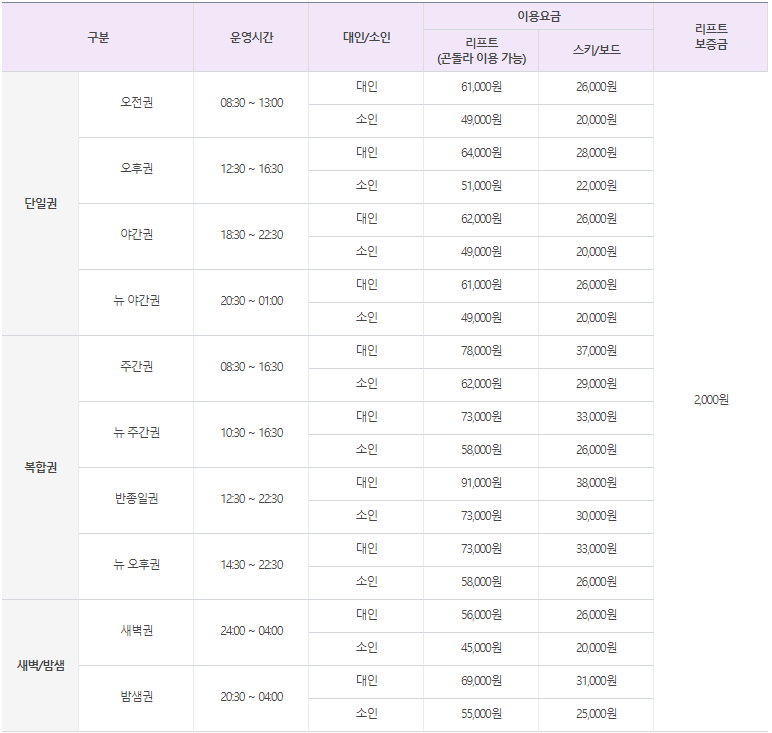 구분 운영시간 대인/소인 이용요금 리프트 보증금
리프트 (곤돌라 이용 가능) 스키/보드
단일권 오전권 08:30 ~ 13:00 대인 61,000원 26,000원 2,000원
소인 49,000원 20,000원
오후권 12:30 ~ 16:30 대인 64,000원 28,000원
소인 51,000원 22,000원
야간권 18:30 ~ 22:30 대인 62,000원 26,000원
소인 49,000원 20,000원
뉴 야간권 20:30 ~ 01:00 대인 61,000원 26,000원
소인 49,000원 20,000원
복합권 주간권 08:30 ~ 16:30 대인 78,000원 37,000원
소인 62,000원 29,000원
뉴 주간권 10:30 ~ 16:30 대인 73,000원 33,000원
소인 58,000원 26,000원
반종일권 12:30 ~ 22:30 대인 91,000원 38,000원
소인 73,000원 30,000원
뉴 오후권 14:30 ~ 22:30 대인 73,000원 33,000원
소인 58,000원 26,000원
새벽/밤샘 새벽권 24:00 ~ 04:00 대인 56,000원 26,000원
소인 45,000원 20,000원
밤샘권 20:30 ~ 04:00 대인 69,000원 31,000원
소인 55,000원 25,000원